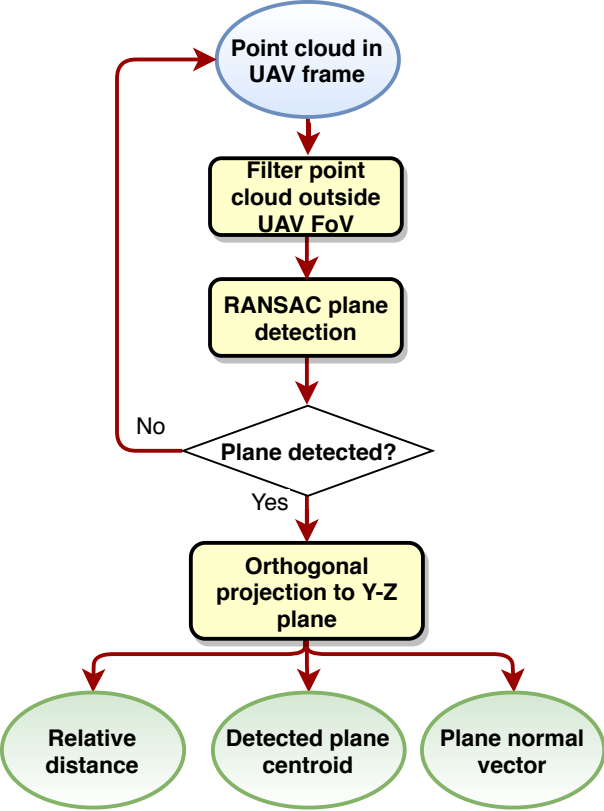 Point cloud in
UAV frame
Filter point
cloud outside
UAV FoV
RANSAC plane
detection
No
Plane detected?
Yes
Orthogonal
projection to Y-Z
plane
Relative
distance
Detected plane
centroid
Plane normal
vector